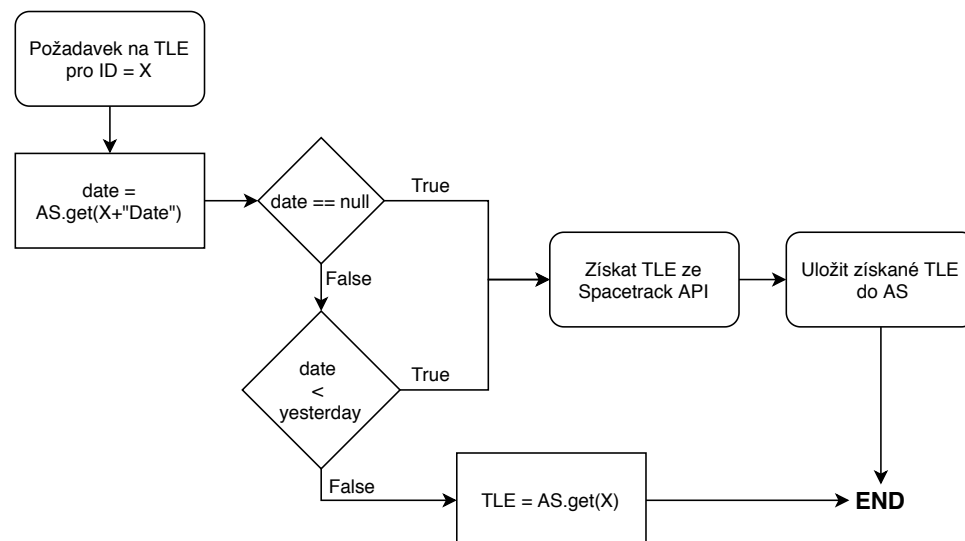 Požadavek na TLE
pro ID = X
date =
AS.get(X+"Date")
date == null
True
False
date
<
yesterday
True
False
Získat TLE ze
Spacetrack API
Uložit získané TLE
do AS
TLE = AS.get(X)
END